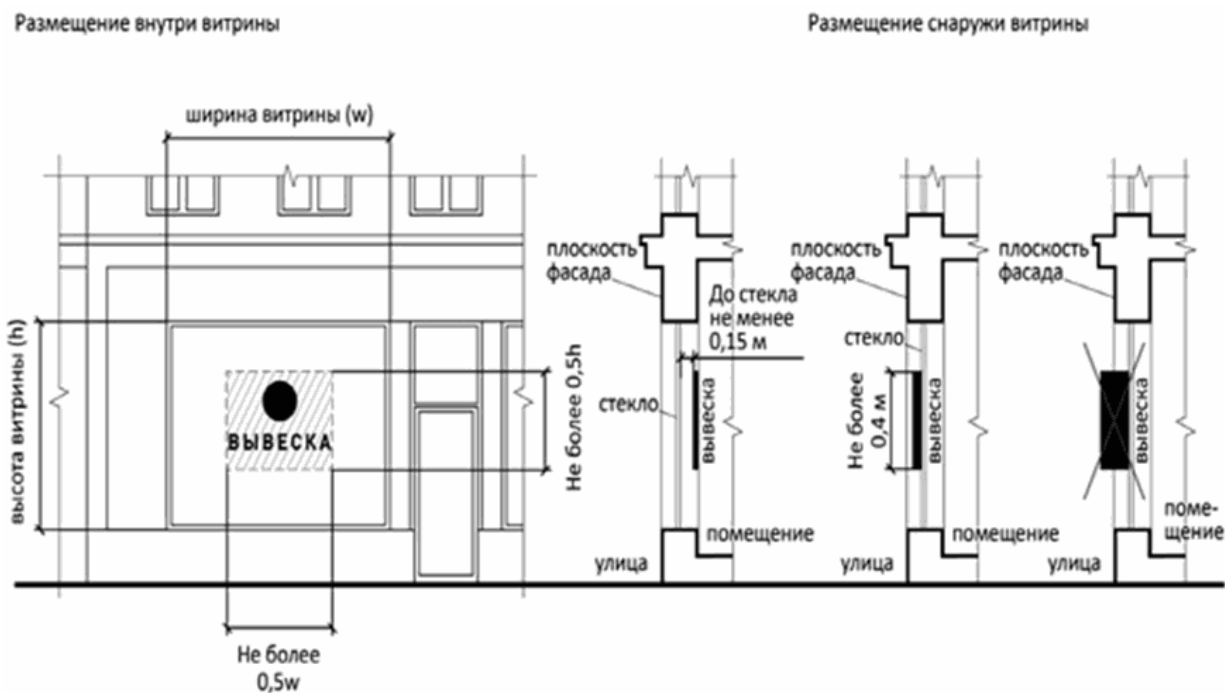 Размещение внутри витрины
Размещение снаружи витрины
ширина витрины (w)
высота витрины (h)
ВЫВЕСКА
Не более 0,5h
Не более
0,5w
плоскость
фасада
До стекла
не менее
0,15 м
стекло
вывеска
помещение
улица
плоскость
фасада
стекло
Не более
0,4 м
вывеска
помещение
улица
плоскость
фасада
вывеска
поме-
щение
улица